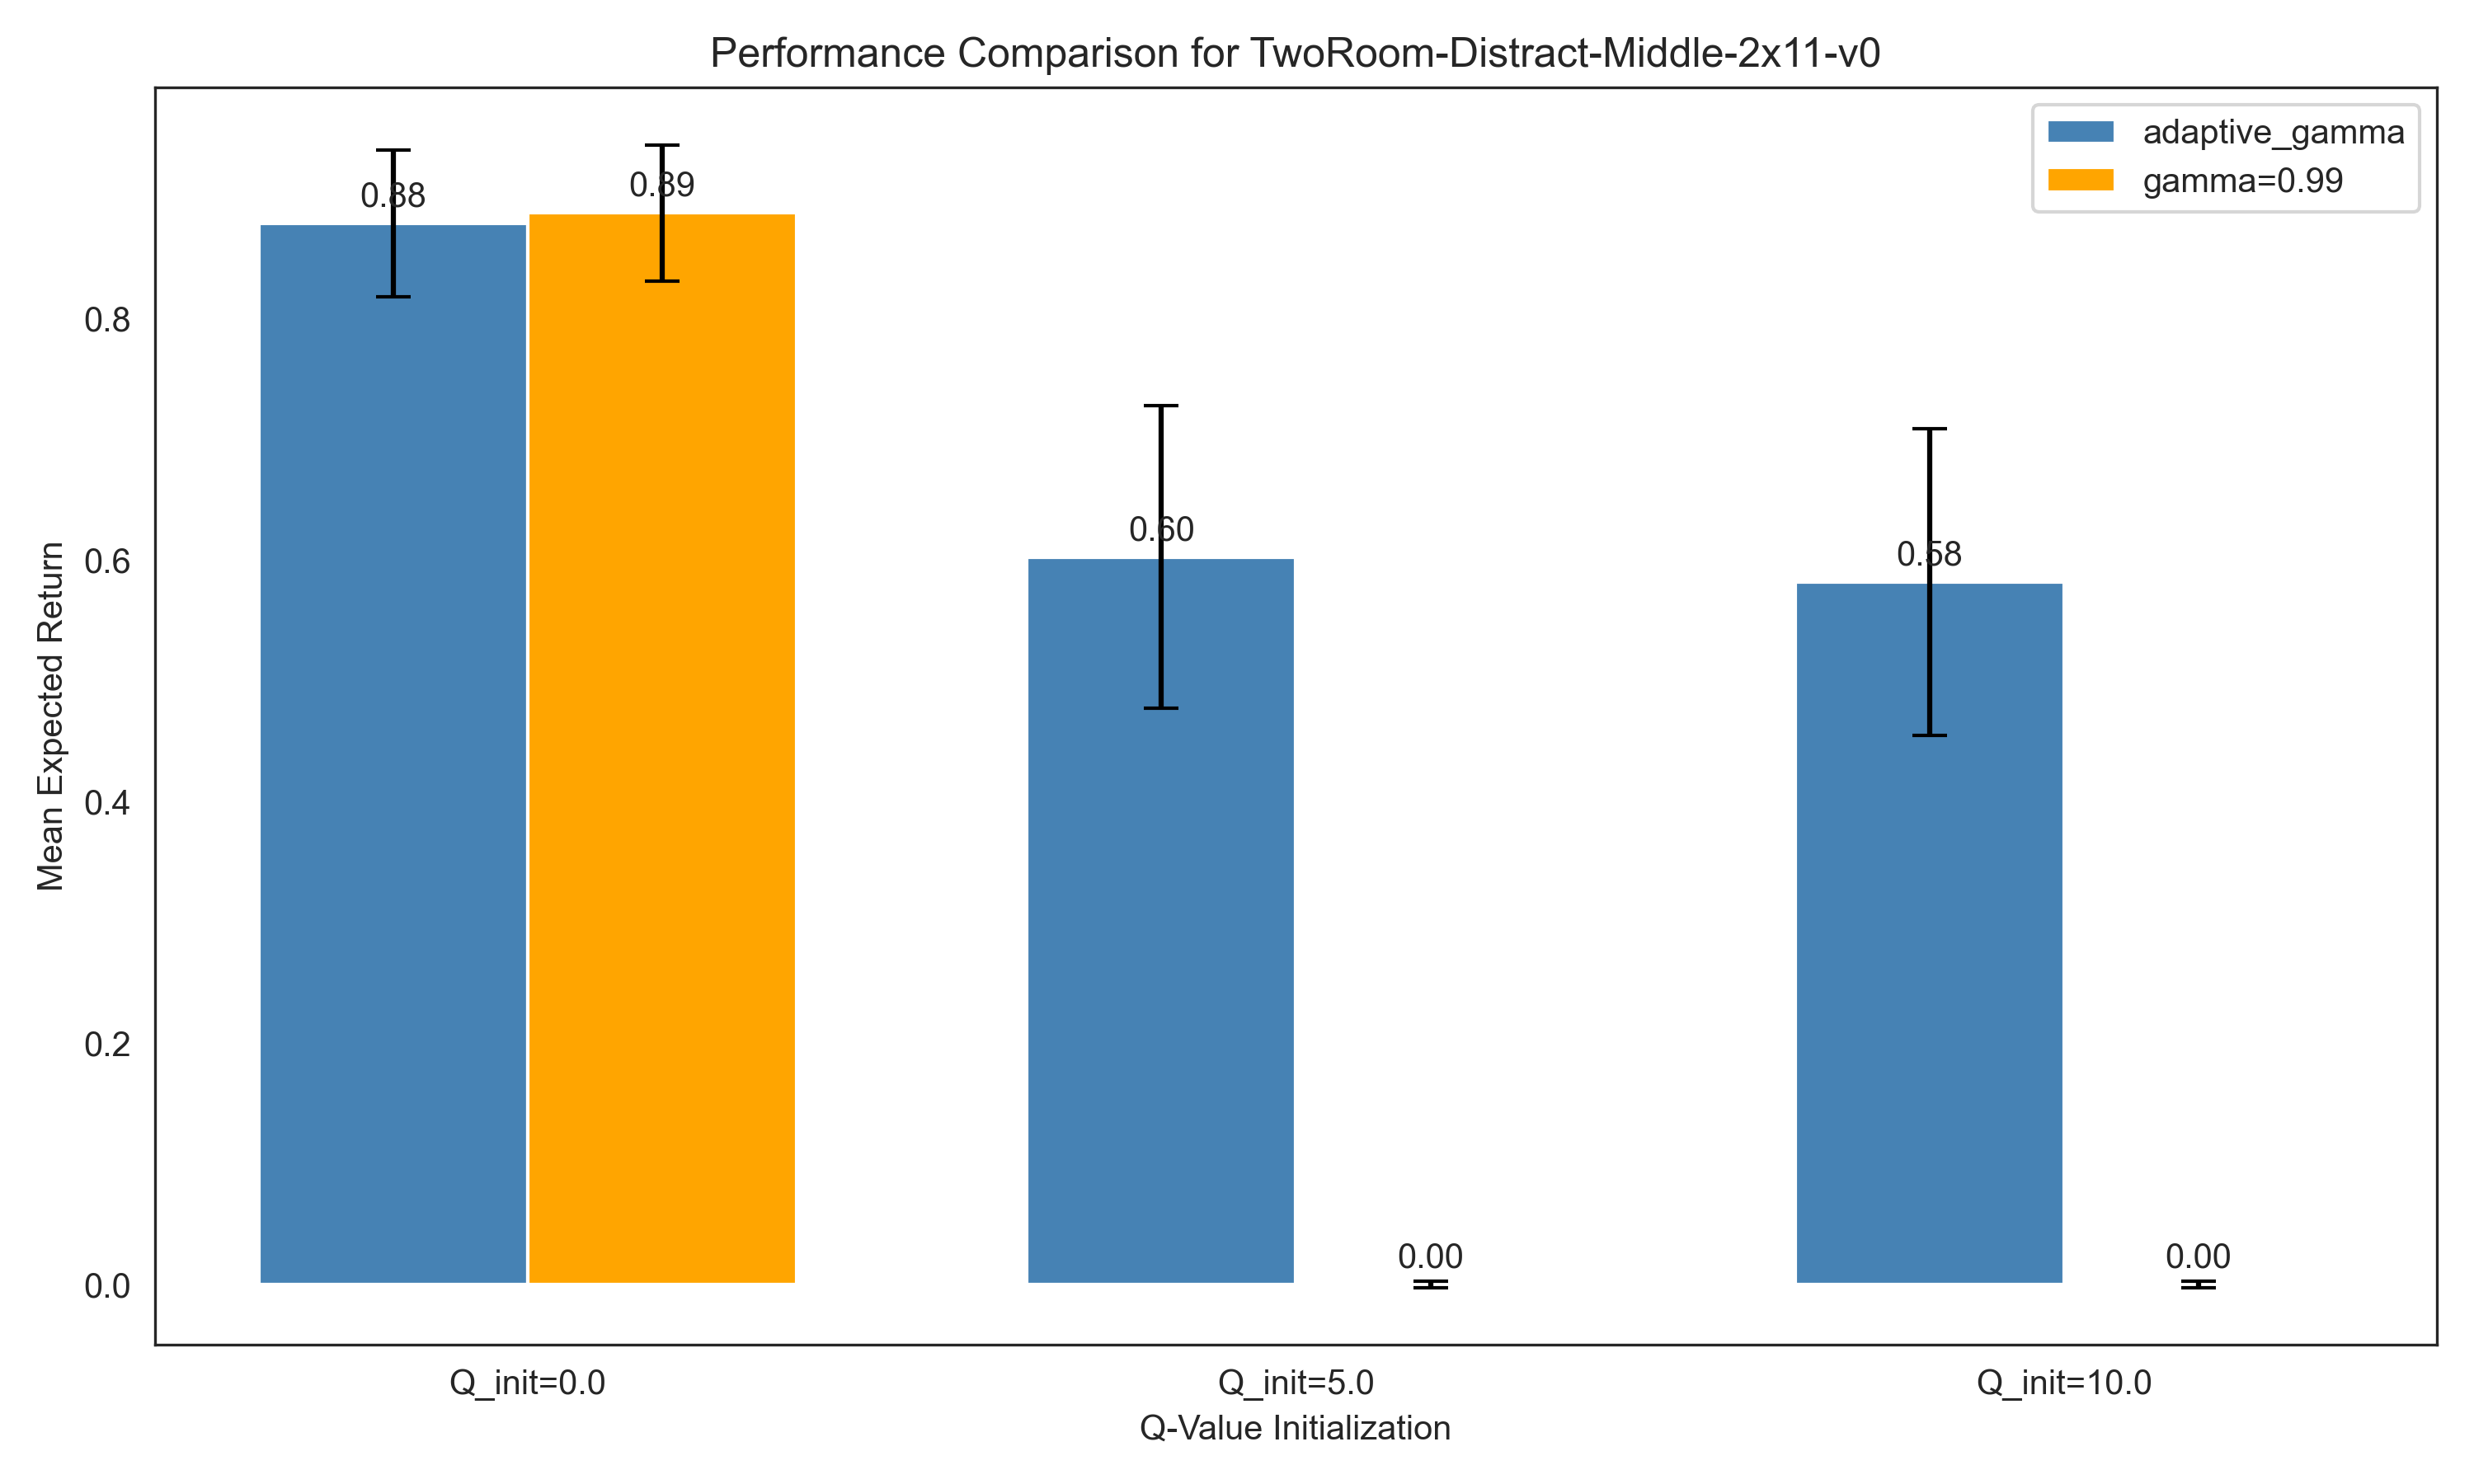 Performance Comparison for TwoRoom-Distract-Middle-2x11-v0
adaptive_gamma
gamma=0.99
Mean Expected Return
0.8
0.6
0.4
0.2
0.0
0.88
0.89
0.60
0.00
0.58
0.00
Q_init=0.0
Q_init=5.0
Q_init=10.0
Q-Value Initialization